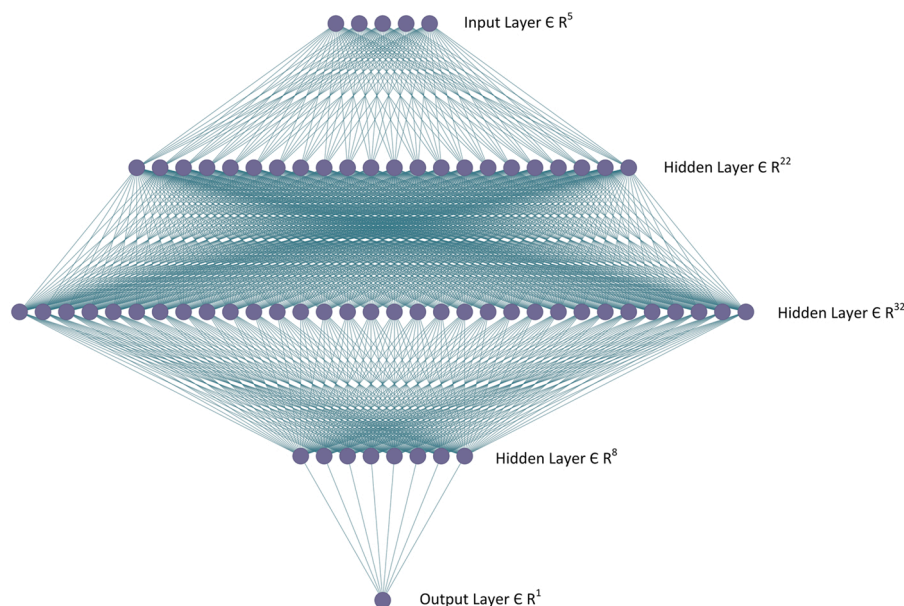 Input Layer Є R⁵
Hidden Layer Є R²²
Hidden Layer Є R³²
Hidden Layer Є R⁸
Output Layer Є R¹